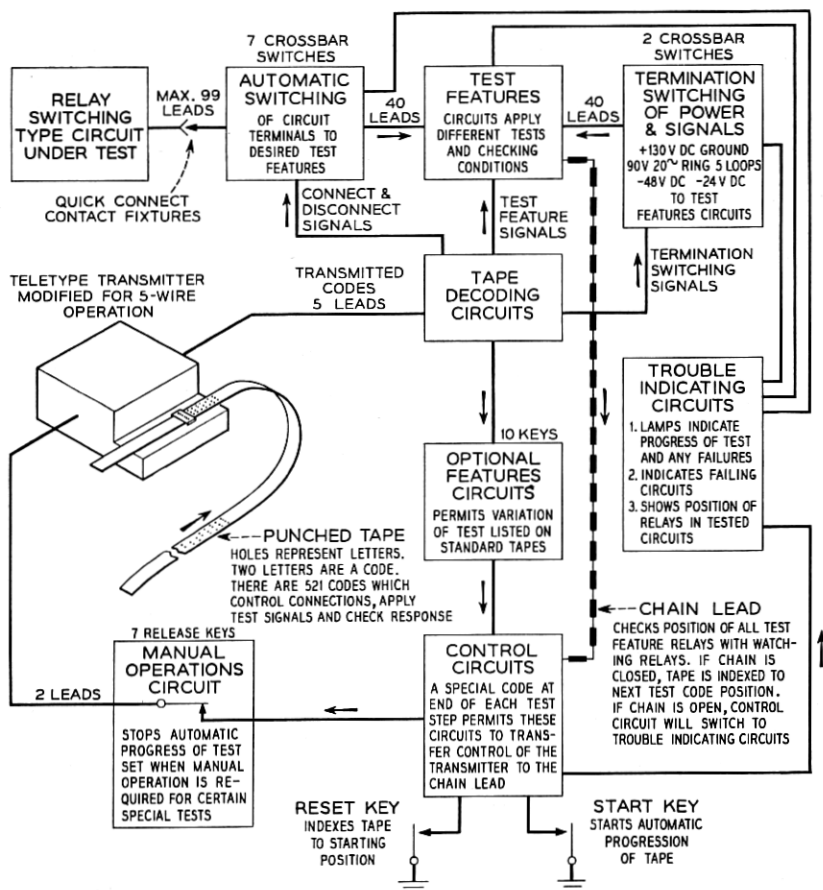 7 CROSSBAR
SWITCHES
2 CROSSBAR
SWITCHES
RELAY
SWITCHING
TYPE CIRCUIT
UNDER TEST
MAX. 99
LEADS
AUTOMATIC
SWITCHING
OF CIRCUIT
TERMINALS TO
DESIRED TEST
FEATURES
40
LEADS
TEST
FEATURES
CIRCUITS APPLY
DIFFERENT TESTS
AND CHECKING
CONDITIONS
40
LEADS
TERMINATION
SWITCHING
OF POWER
& SIGNALS
+130 V DC GROUND
90V 20~ RING 5 LOOPS
-48V DC -24 V DC
TO TEST
FEATURES CIRCUITS
QUICK CONNECT
CONTACT FIXTURES
CONNECT &
DISCONNECT
SIGNALS
TEST
FEATURE
SIGNALS
TERMINATION
SWITCHING
SIGNALS
TELETYPE TRANSMITTER
MODIFIED FOR 5-WIRE
OPERATION
TRANSMITTED
CODES
5 LEADS
TAPE
DECODING
CIRCUITS
TROUBLE
INDICATING
CIRCUITS
1. LAMPS INDICATE
PROGRESS OF TEST
AND ANY FAILURES
2. INDICATES FAILING
CIRCUITS
3. SHOWS POSITION OF
RELAYS IN TESTED
CIRCUITS
10 KEYS
OPTIONAL
FEATURES
CIRCUITS
PERMITS VARIATION
OF TEST LISTED ON
STANDARD TAPES
PUNCHED TAPE
HOLES REPRESENT LETTERS.
TWO LETTERS ARE A CODE.
THERE ARE 521 CODES WHICH
CONTROL CONNECTIONS, APPLY
TEST SIGNALS AND CHECK RESPONSE
CHAIN LEAD
CHECKS POSITION OF ALL TEST
FEATURE RELAYS WITH WATCH-
ING RELAYS. IF CHAIN IS
CLOSED, TAPE IS INDEXED TO
NEXT TEST CODE POSITION.
IF CHAIN IS OPEN, CONTROL
CIRCUIT WILL SWITCH TO
TROUBLE INDICATING CIRCUITS
7 RELEASE KEYS
MANUAL
OPERATIONS
CIRCUIT
2 LEADS
STOPS AUTOMATIC
PROGRESS OF TEST
SET WHEN MANUAL
OPERATION IS RE-
QUIRED FOR CERTAIN
SPECIAL TESTS
CONTROL
CIRCUITS
A SPECIAL CODE AT
END OF EACH TEST
STEP PERMITS THESE
CIRCUITS TO TRANS-
FER CONTROL OF THE
TRANSMITTER TO THE
CHAIN LEAD
RESET KEY
INDEXES TAPE
TO STARTING
POSITION
START KEY
STARTS AUTOMATIC
PROGRESSION
OF TAPE